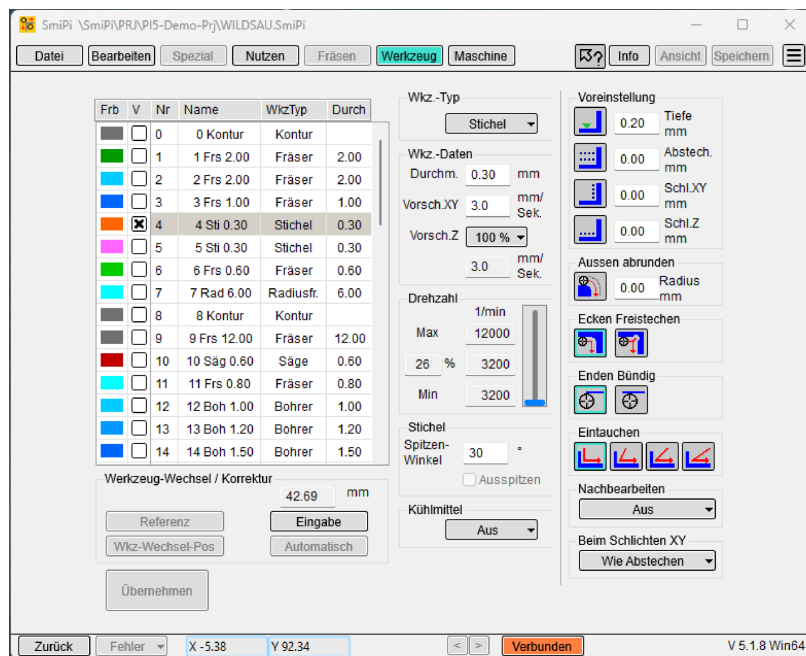 SmiPi \SmiPi\PRJ\PI5-Demo-Prj\WILDSAU.SmiPi
Datei Bearbeiten Spezial Nutzen Fräsen Werkzeug Maschine ? Info Ansicht Speichern
Frb V Nr Name WkzTyp Durch
0 0 Kontur Kontur
1 1 Frs 2.00 Fräser 2.00
2 2 Frs 2.00 Fräser 2.00
3 3 Frs 1.00 Fräser 1.00
4 4 Sti 0.30 Stichel 0.30
5 5 Sti 0.30 Stichel 0.30
6 6 Frs 0.60 Fräser 0.60
7 7 Rad 6.00 Radiusfr. 6.00
8 8 Kontur Kontur
9 9 Frs 12.00 Fräser 12.00
10 10 Säg 0.60 Säge 0.60
11 11 Frs 0.80 Fräser 0.80
12 12 Boh 1.00 Bohrer 1.00
13 13 Boh 1.20 Bohrer 1.20
14 14 Boh 1.50 Bohrer 1.50
Werkzeug-Wechsel / Korrektur
42.69 mm
Referenz Eingabe
Wkz-Wechsel-Pos Automatisch
Übernehmen
Wkz.-Typ
Stichel
Wkz.-Daten
Durchm. 0.30 mm
Vorsch.XY 3.0 mm/
Sek.
Vorsch.Z 100 %
3.0 mm/
Sek.
Drehzahl
1/min
Max 12000
26 % 3200
Min 3200
Stichel
Spitzen-
Winkel 30 °
Ausspitzen
Kühlmittel
Aus
Voreinstellung
0.20 Tiefe
mm
0.00 Abstech.
mm
0.00 Schl.XY
mm
0.00 Schl.Z
mm
Aussen abrunden
0.00 Radius
mm
Ecken Freistechen
Enden Bündig
Eintauchen
Nachbearbeiten
Aus
Beim Schlichten XY
Wie Abstechen
Zurück Fehler X -5.38 Y 92.34 < > Verbunden V 5.1.8 Win64